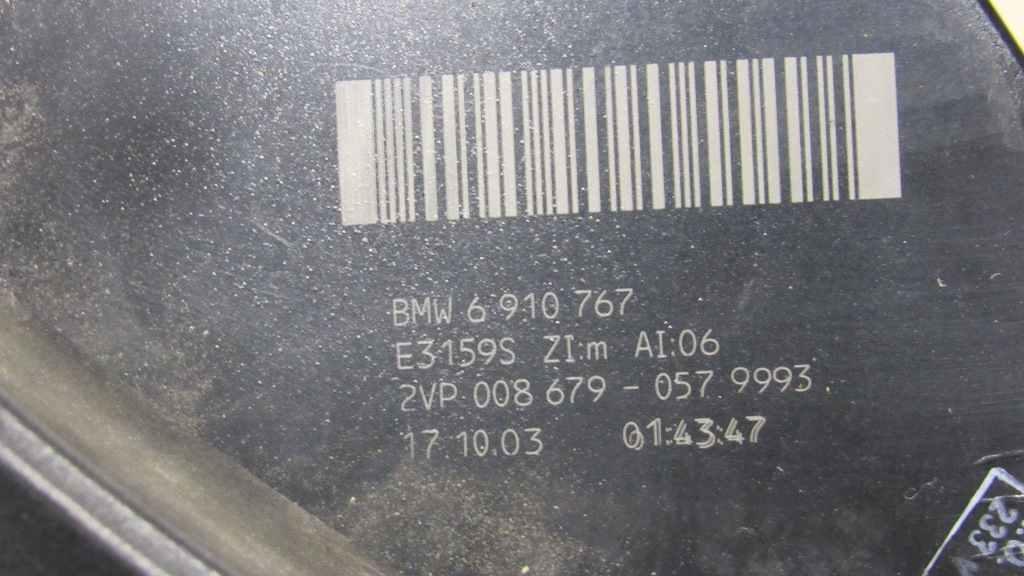 BMW 6 910 767
E3159S ZI:m AI:06
2VP 008 679 - 057 9993
17.10.03 01:43:47
233